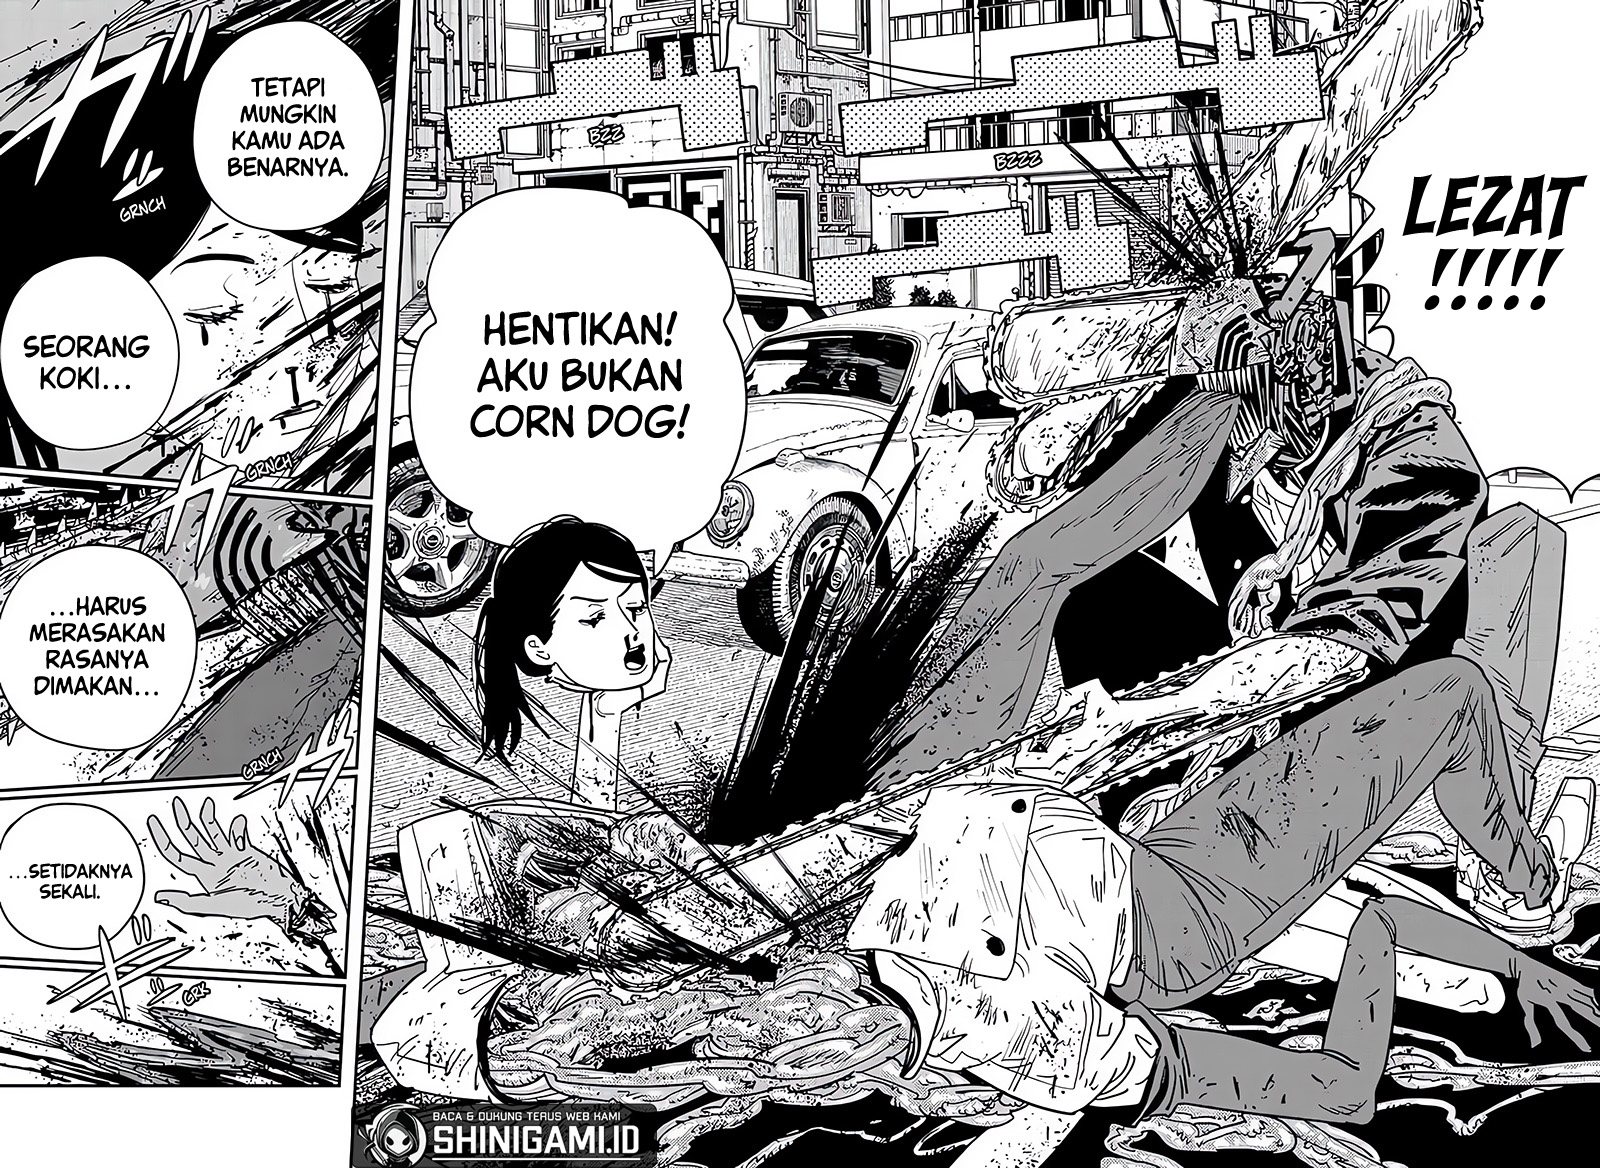 LEZAT
!!!!!
BZZZ
BZZ
HENTIKAN!
AKU BUKAN
CORN DOG!
TETAPI
MUNGKIN
KAMU ADA
BENARNYA.
GRNCH
SEORANG
KOKI...
GRNCH
...HARUS
MERASAKAN
RASANYA
DIMAKAN...
GRNCH
...SETIDAKNYA
SEKALI.
GRK
BACA & DUKUNG TERUS WEB KAMI
SHINIGAMI.ID